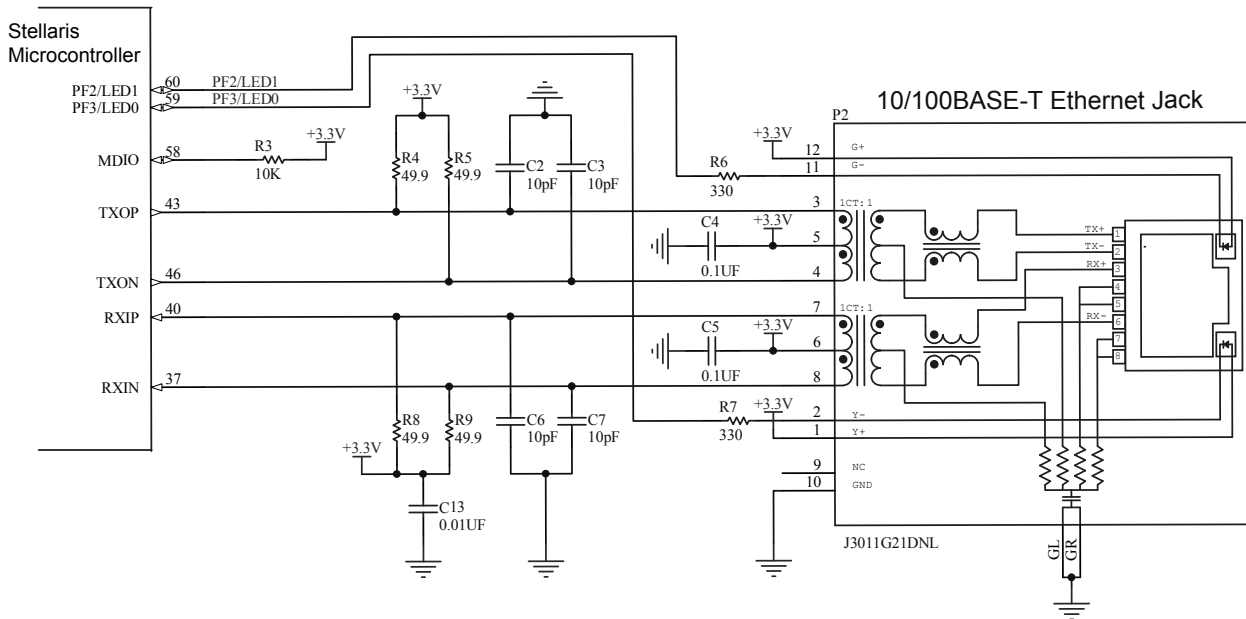 Stellaris
Microcontroller
PF2/LED1
60
PF2/LED1
PF3/LED0
59
PF3/LED0
MDIO
58
R3
10K
+3.3V
TXOP
43
TXON
46
RXIP
40
RXIN
37
+3.3V
R4
49.9
R5
49.9
C2
10pF
C3
10pF
R8
49.9
R9
49.9
C6
10pF
C7
10pF
+3.3V
C13
0.01UF
10/100BASE-T Ethernet Jack
P2
+3.3V
12
G+
R6
330
11
G-
3
1CT:1
C4
0.1UF
+3.3V
5
4
7
1CT:1
C5
0.1UF
+3.3V
6
8
R7
330
+3.3V
2
Y-
1
Y+
9
NC
10
GND
TX+
1
TX-
2
RX+
3
4
5
RX-
6
7
8
J3011G21DNL
GL
GR